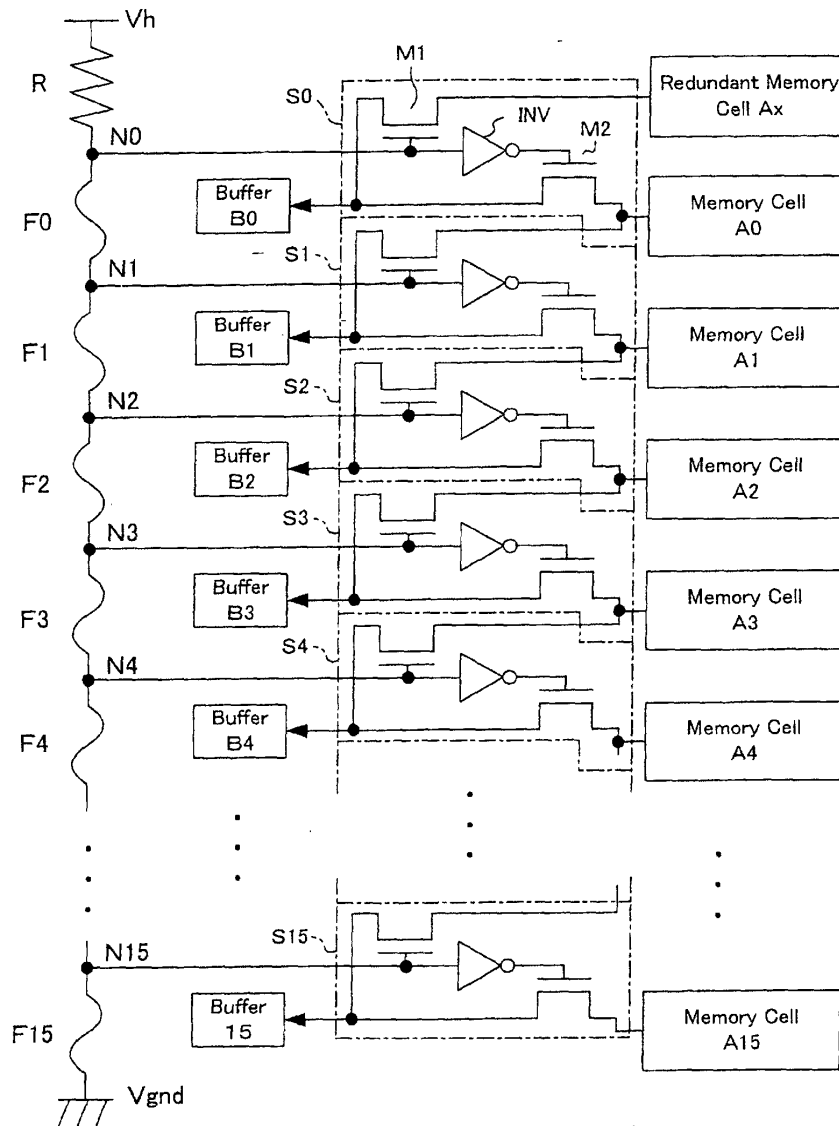 Vh
R
M1
S0
Redundant Memory
Cell Ax
N0
INV
M2
Buffer
B0
F0
Memory Cell
A0
S1
N1
Buffer
B1
F1
Memory Cell
A1
S2
N2
Buffer
B2
F2
Memory Cell
A2
S3
N3
Buffer
B3
F3
Memory Cell
A3
S4
N4
Buffer
B4
F4
Memory Cell
A4
S15
N15
Buffer
15
F15
Memory Cell
A15
Vgnd